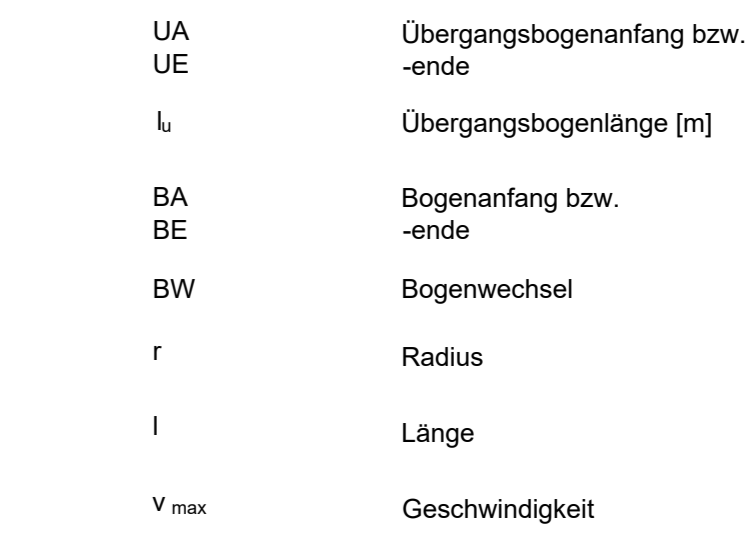 UA Übergangsbogenanfang bzw.
UE -ende
lu Übergangsbogenlänge [m]
BA Bogenanfang bzw.
BE -ende
BW Bogenwechsel
r Radius
l Länge
v max Geschwindigkeit